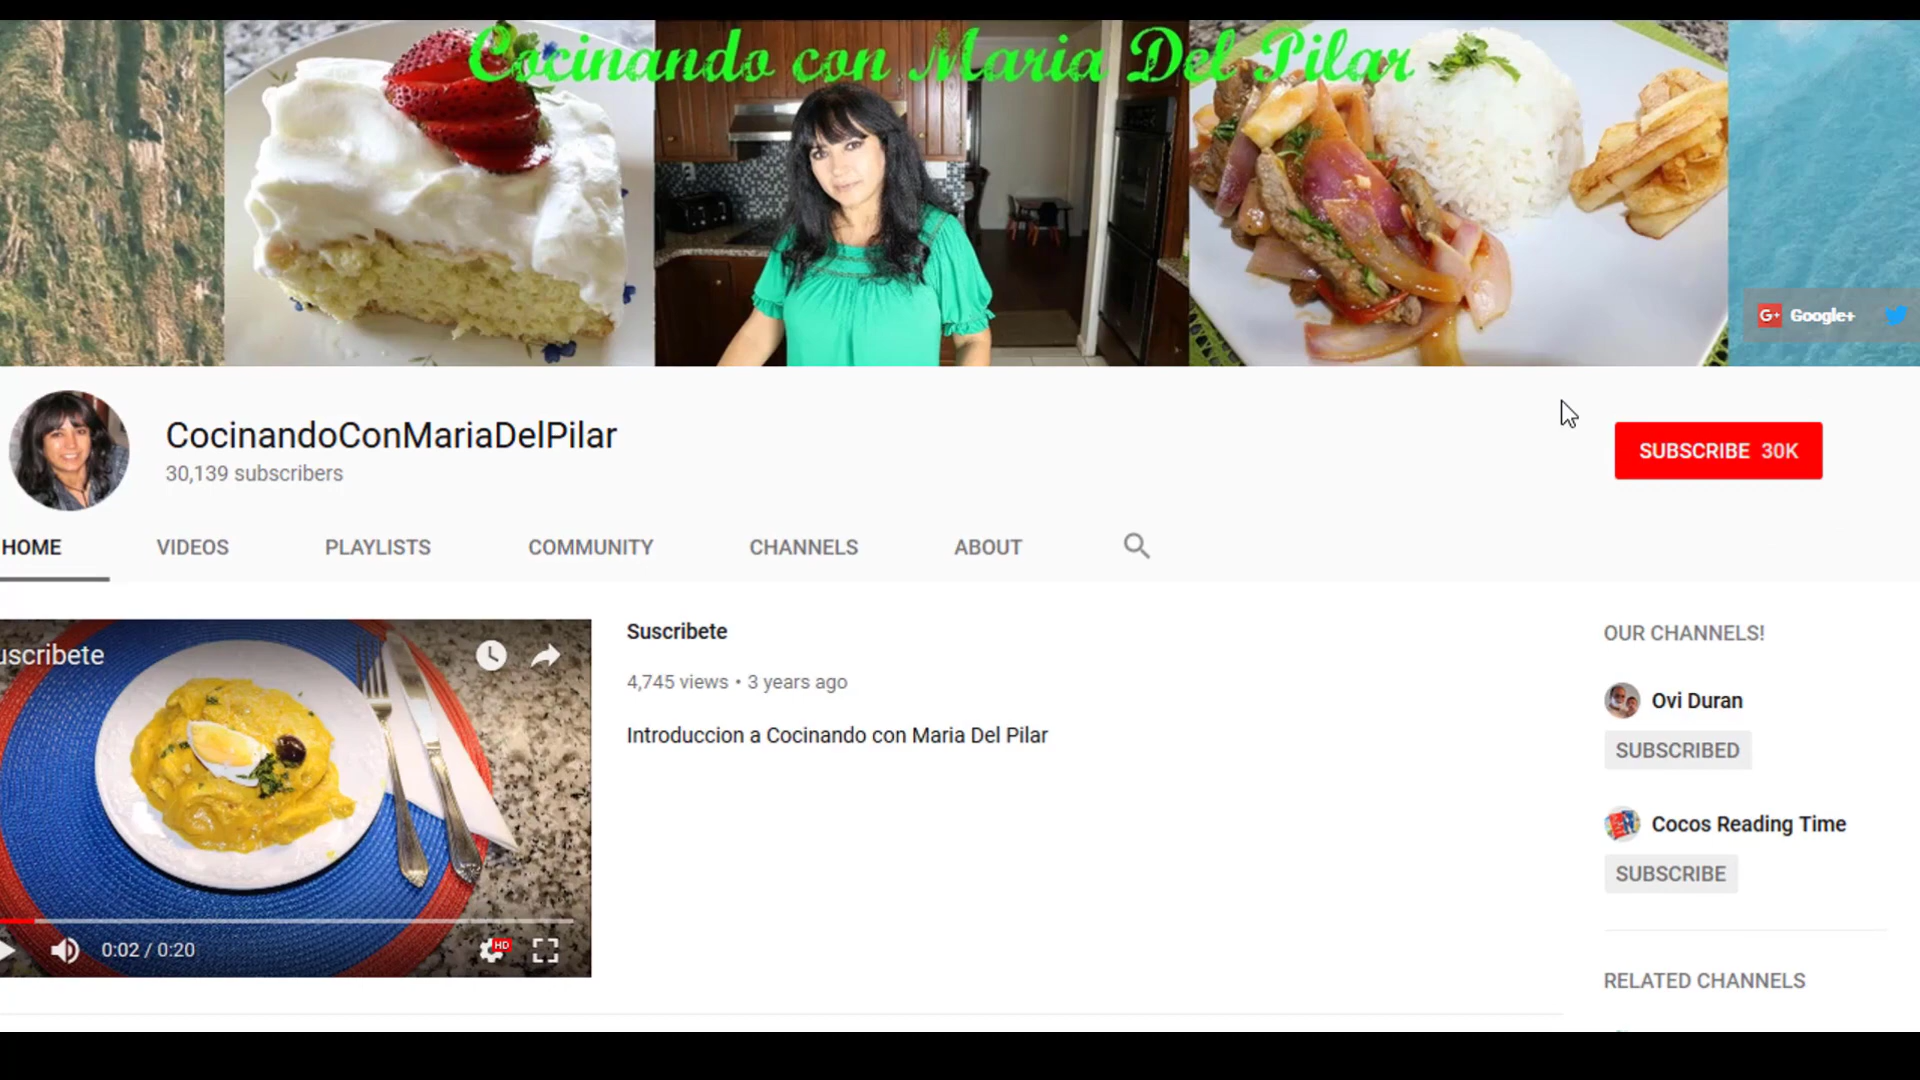 Cocinando con Maria Del Pilar
Google+
CocinandoConMariaDelPilar
30,139 subscribers
SUBSCRIBE 30K
HOME VIDEOS PLAYLISTS COMMUNITY CHANNELS ABOUT
uscribete
0:02 / 0:20
HD
Suscribete
4,745 views • 3 years ago
Introduccion a Cocinando con Maria Del Pilar
OUR CHANNELS!
Ovi Duran
SUBSCRIBED
Cocos Reading Time
SUBSCRIBE
RELATED CHANNELS